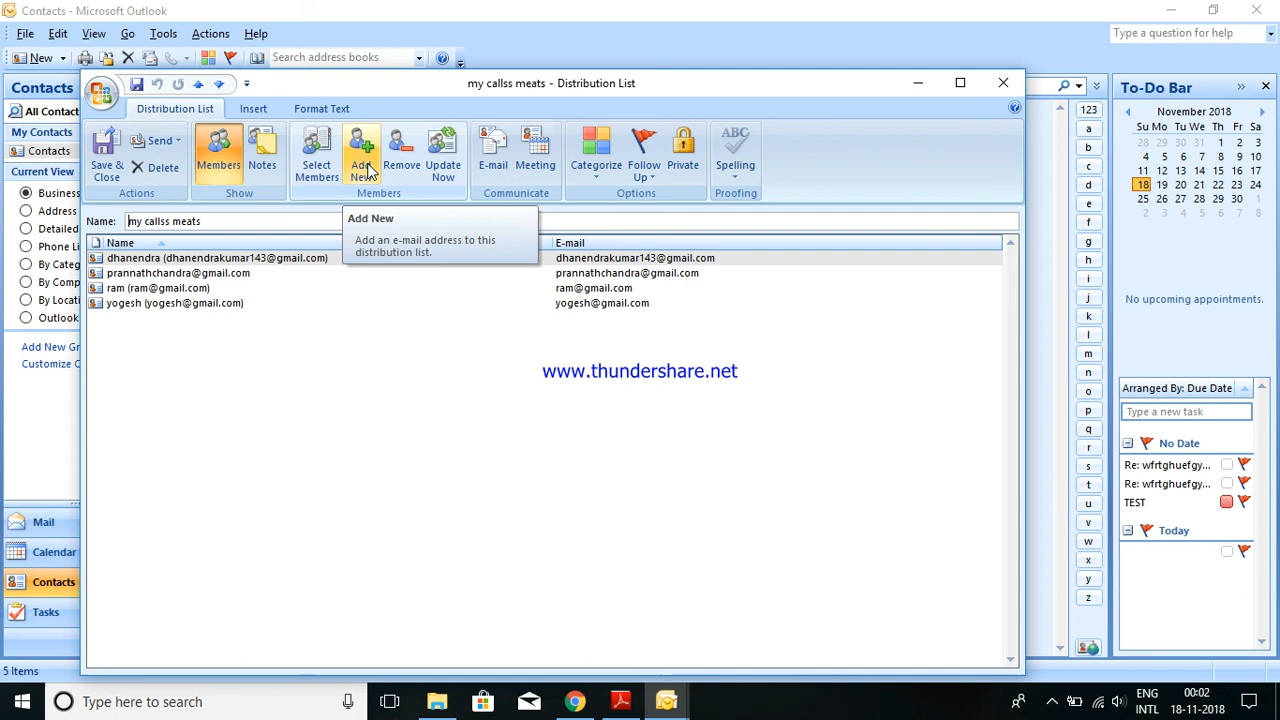 Contacts - Microsoft Outlook
File Edit View Go Tools Actions Help
Type a question for help
New
Search address books
Contacts
All Contact
My Contacts
Contacts
Current View
Business
Address
Detailed
Phone Li
By Categ
By Comp
By Locati
Outlook
Add New Gr
Customize C
Mail
Calendar
Contacts
Tasks
5 Items
my callss meats - Distribution List
Distribution List Insert Format Text
Save & Close
Send
Delete
Actions
Members
Notes
Show
Select Members
Add New
Remove
Update Now
Members
E-mail
Meeting
Communicate
Categorize
Follow Up
Private
Options
ABC
Spelling
Proofing
Name: my callss meats
Add New
Add an e-mail address to this
distribution list.
Name E-mail
dhanendra (dhanendrakumar143@gmail.com) dhanendrakumar143@gmail.com
prannathchandra@gmail.com prannathchandra@gmail.com
ram (ram@gmail.com) ram@gmail.com
yogesh (yogesh@gmail.com) yogesh@gmail.com
www.thundershare.net
123
a
b
c
d
e
f
g
h
i
j
k
l
m
n
o
p
q
r
s
t
u
v
w
x
y
z
To-Do Bar
November 2018
Su Mo Tu We Th Fr Sa
28 29 30 31 1 2 3
4 5 6 7 8 9 10
11 12 13 14 15 16 17
18 19 20 21 22 23 24
25 26 27 28 29 30 1
2 3 4 5 6 7 8
No upcoming appointments.
Arranged By: Due Date
Type a new task
No Date
Re: wfrtghuefgy...
Re: wfrtghuefgy...
TEST
Today
Type here to search
ENG
INTL
00:02
18-11-2018